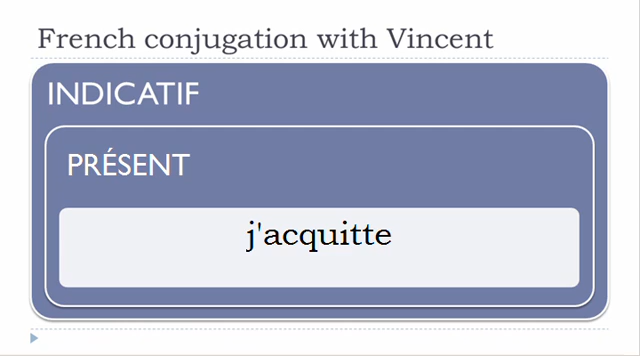 French conjugation with Vincent
INDICATIF
PRÉSENT
j'acquitte